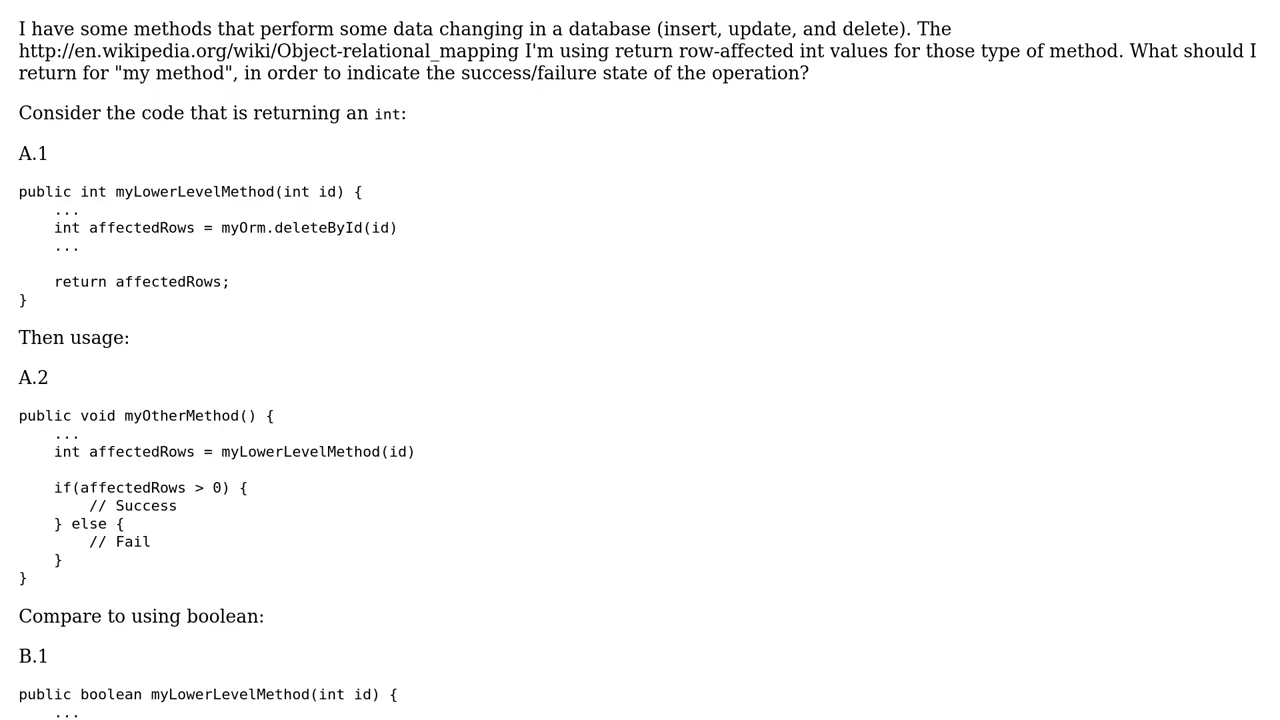 I have some methods that perform some data changing in a database (insert, update, and delete). The
http://en.wikipedia.org/wiki/Object-relational_mapping I'm using return row-affected int values for those type of method. What should I
return for "my method", in order to indicate the success/failure state of the operation?
Consider the code that is returning an int:
A.1
public int myLowerLevelMethod(int id) {
    ...
    int affectedRows = myOrm.deleteById(id)
    ...
    return affectedRows;
}
Then usage:
A.2
public void myOtherMethod() {
    ...
    int affectedRows = myLowerLevelMethod(id)
    if(affectedRows > 0) {
        // Success
    } else {
        // Fail
    }
}
Compare to using boolean:
B.1
public boolean myLowerLevelMethod(int id) {
    ...